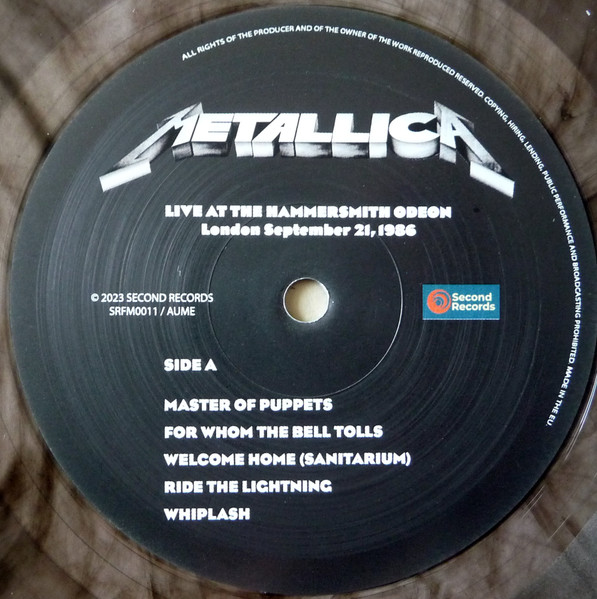 ALL RIGHTS OF THE PRODUCER AND OF THE OWNER OF THE WORK REPRODUCED RESERVED. COPYING, HIRING, LENDING, PUBLIC PERFORMANCE AND BROADCASTING PROHIBITED. MADE IN THE EU.
METALLICA
LIVE AT THE HAMMERSMITH ODEON
London September 21, 1986
© 2023 SECOND RECORDS
SRFM0011 / AUME
Second
Records
SIDE A
MASTER OF PUPPETS
FOR WHOM THE BELL TOLLS
WELCOME HOME (SANITARIUM)
RIDE THE LIGHTNING
WHIPLASH